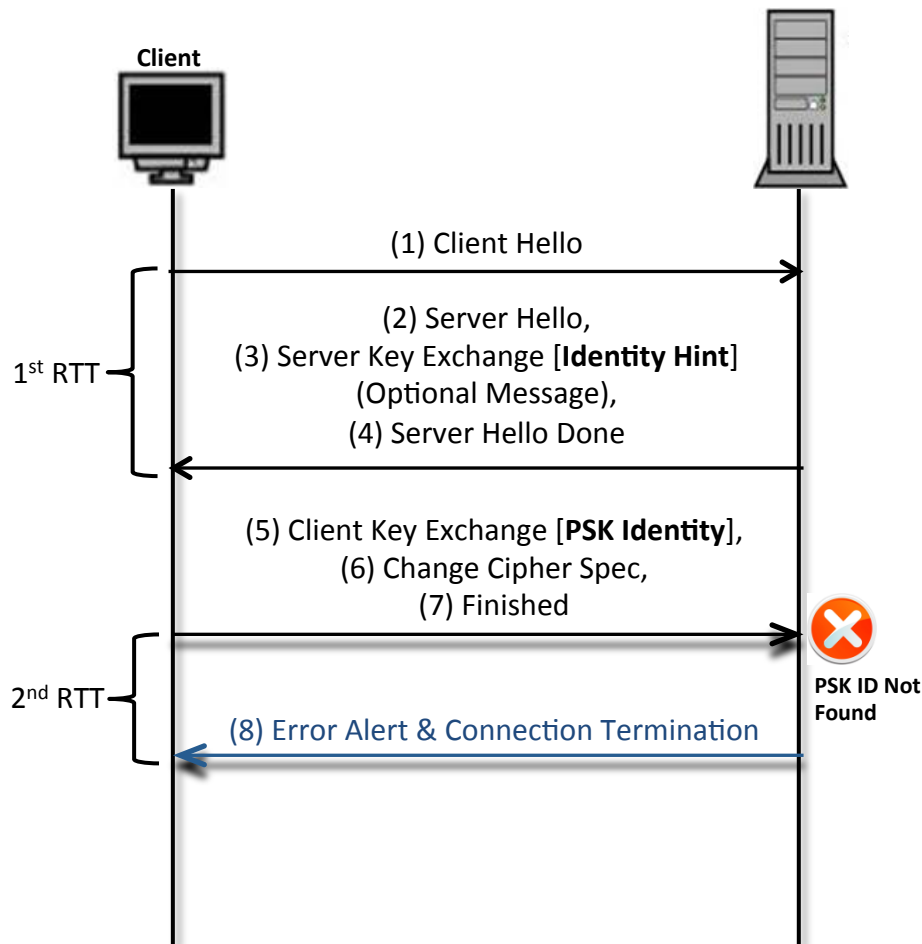 Client
(1) Client Hello
(2) Server Hello,
(3) Server Key Exchange [Identity Hint]
(Optional Message),
(4) Server Hello Done
1st RTT
(5) Client Key Exchange [PSK Identity],
(6) Change Cipher Spec,
(7) Finished
PSK ID Not
Found
2nd RTT
(8) Error Alert & Connection Termination